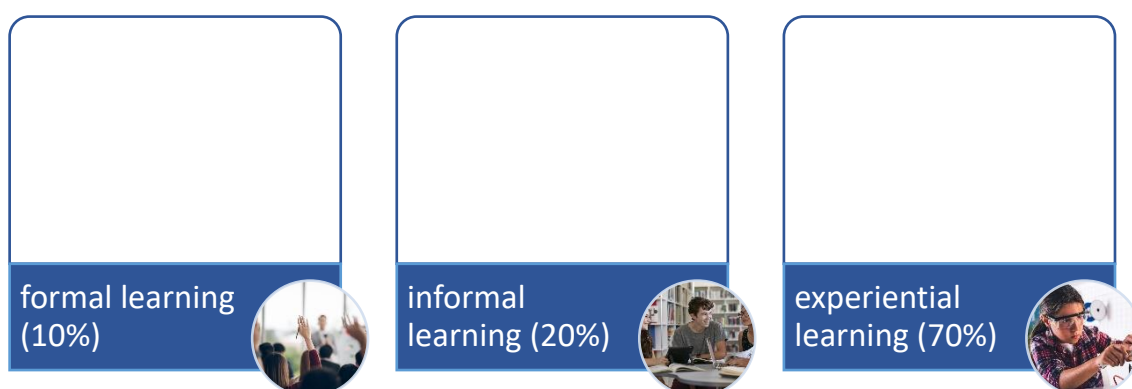 formal learning
(10%)
informal
learning (20%)
experiential
learning (70%)